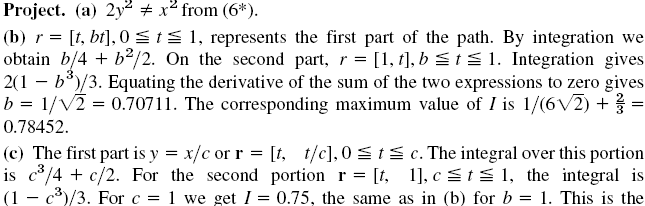 Project. (a) 2y² ≠ x² from (6*).
(b) r = [t, bt], 0 ≦ t ≦ 1, represents the first part of the path. By integration we
obtain b/4 + b²/2. On the second part, r = [1, t], b ≦ t ≦ 1. Integration gives
2(1 − b³)/3. Equating the derivative of the sum of the two expressions to zero gives
b = 1/√2 = 0.70711. The corresponding maximum value of I is 1/(6√2) + ⅔ =
0.78452.
(c) The first part is y = x/c or r = [t, t/c], 0 ≦ t ≦ c. The integral over this portion
is c³/4 + c/2. For the second portion r = [t, 1], c ≦ t ≦ 1, the integral is
(1 − c³)/3. For c = 1 we get I = 0.75, the same as in (b) for b = 1. This is the